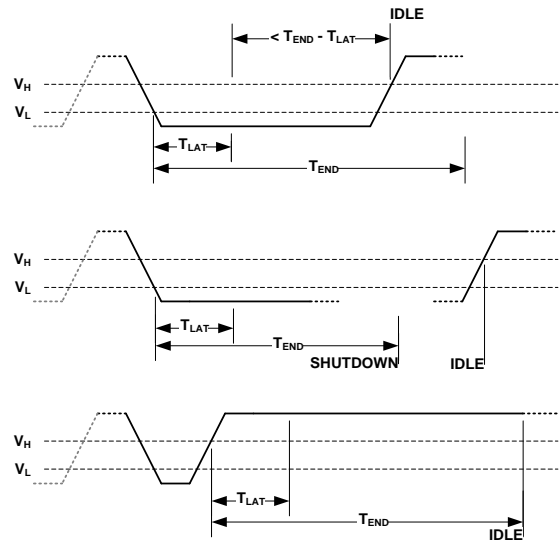 IDLE
< TEND - TLAT
VH
VL
TLAT
TEND
VH
VL
TLAT
TEND
SHUTDOWN IDLE
VH
VL
TLAT
TEND
IDLE